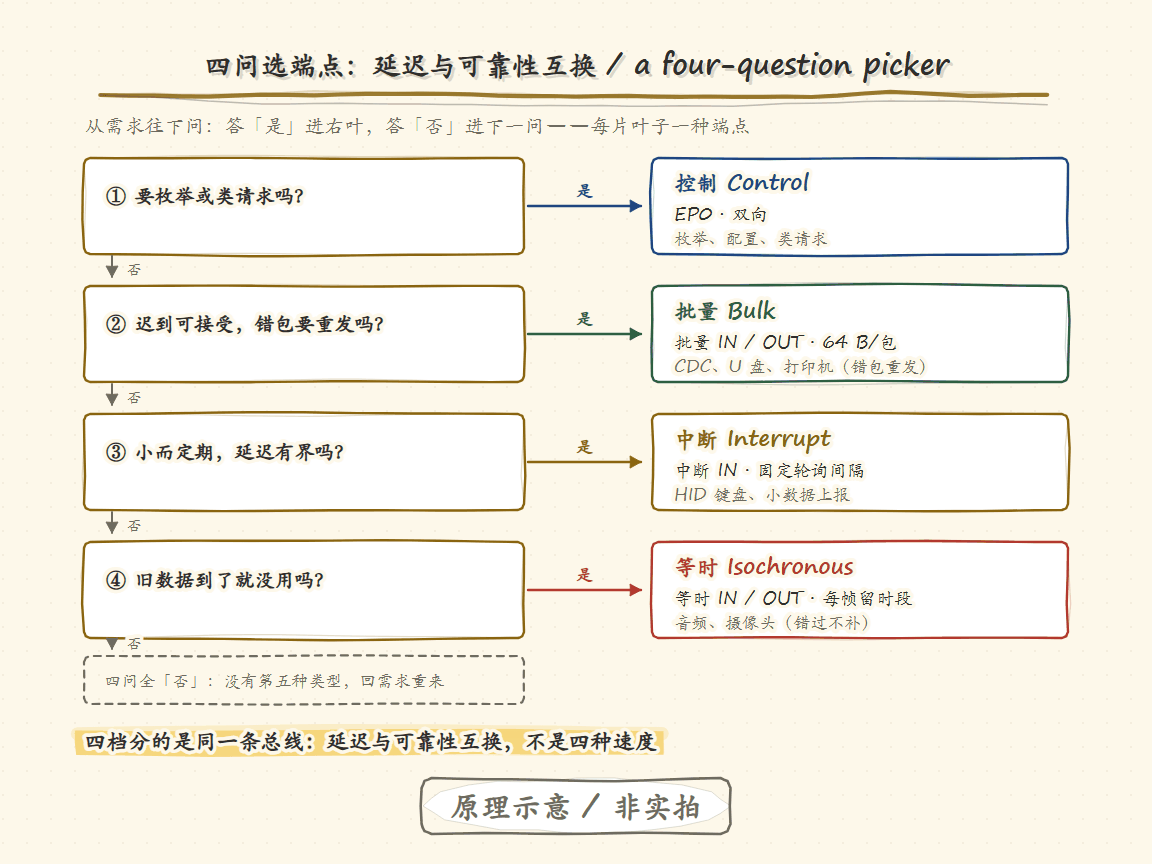 四问选端点：延迟与可靠性互换 / a four-question picker
从需求往下问：答「是」进右叶，答「否」进下一问——每片叶子一种端点
① 要枚举或类请求吗？
是
控制 Control
EP0 · 双向
枚举、配置、类请求
否
② 迟到可接受，错包要重发吗？
是
批量 Bulk
批量 IN / OUT · 64 B/包
CDC、U 盘、打印机（错包重发）
否
③ 小而定期，延迟有界吗？
是
中断 Interrupt
中断 IN · 固定轮询间隔
HID 键盘、小数据上报
否
④ 旧数据到了就没用吗？
是
等时 Isochronous
等时 IN / OUT · 每帧留时段
音频、摄像头（错过不补）
否
四问全「否」：没有第五种类型，回需求重来
四档分的是同一条总线：延迟与可靠性互换，不是四种速度
原理示意 / 非实拍